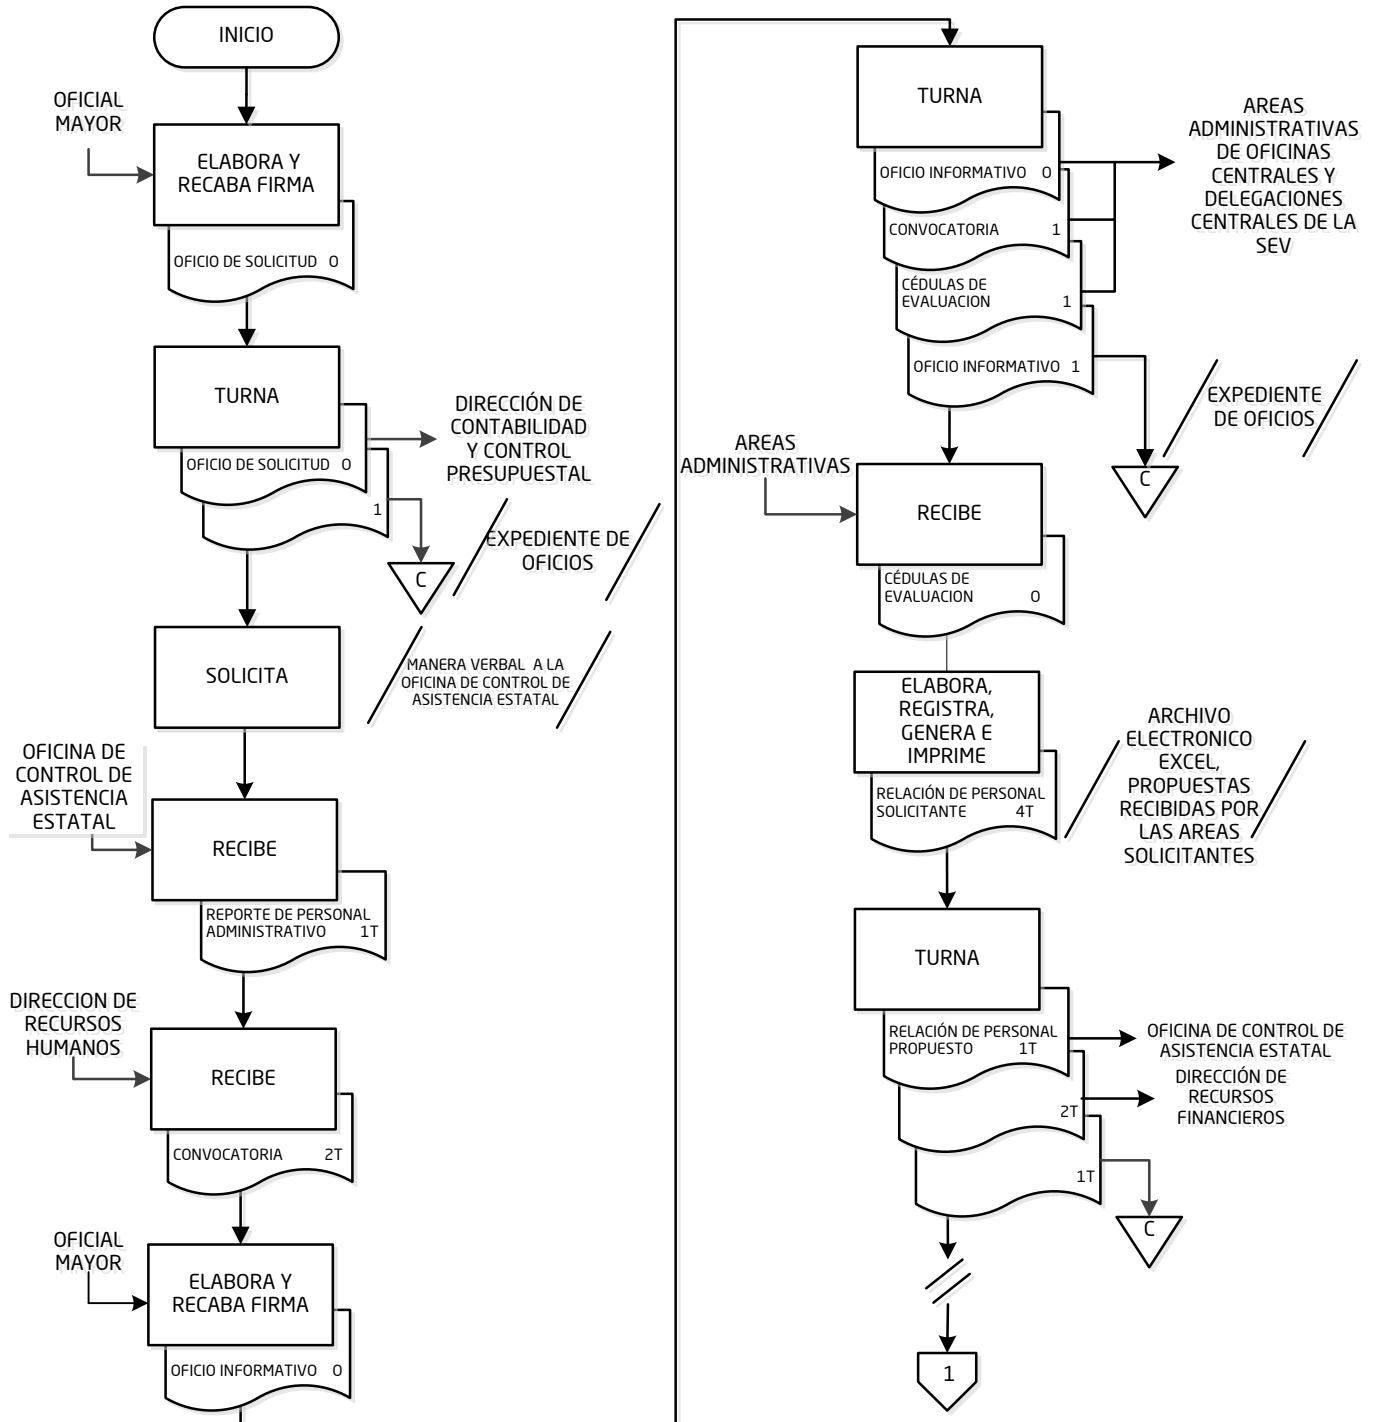 INICIO
OFICIAL
MAYOR
ELABORA Y
RECABA FIRMA
OFICIO DE SOLICITUD 0
TURNA
OFICIO DE SOLICITUD 0
1
DIRECCIÓN DE
CONTABILIDAD
Y CONTROL
PRESUPUESTAL
C
EXPEDIENTE DE
OFICIOS
SOLICITA
MANERA VERBAL A LA
OFICINA DE CONTROL DE
ASISTENCIA ESTATAL
OFICINA DE
CONTROL DE
ASISTENCIA
ESTATAL
RECIBE
REPORTE DE PERSONAL
ADMINISTRATIVO 1T
DIRECCION DE
RECURSOS
HUMANOS
RECIBE
CONVOCATORIA 2T
OFICIAL
MAYOR
ELABORA Y
RECABA FIRMA
OFICIO INFORMATIVO 0
TURNA
OFICIO INFORMATIVO 0
CONVOCATORIA 1
CÉDULAS DE
EVALUACION 1
OFICIO INFORMATIVO 1
AREAS
ADMINISTRATIVAS
DE OFICINAS
CENTRALES Y
DELEGACIONES
CENTRALES DE LA
SEV
EXPEDIENTE
DE OFICIOS
C
AREAS
ADMINISTRATIVAS
RECIBE
CÉDULAS DE
EVALUACION 0
ELABORA,
REGISTRA,
GENERA E
IMPRIME
RELACIÓN DE PERSONAL
SOLICITANTE 4T
ARCHIVO
ELECTRONICO
EXCEL,
PROPUESTAS
RECIBIDAS POR
LAS AREAS
SOLICITANTES
TURNA
RELACIÓN DE PERSONAL
PROPUESTO 1T
2T
1T
OFICINA DE CONTROL DE
ASISTENCIA ESTATAL
DIRECCIÓN DE
RECURSOS
FINANCIEROS
C
1